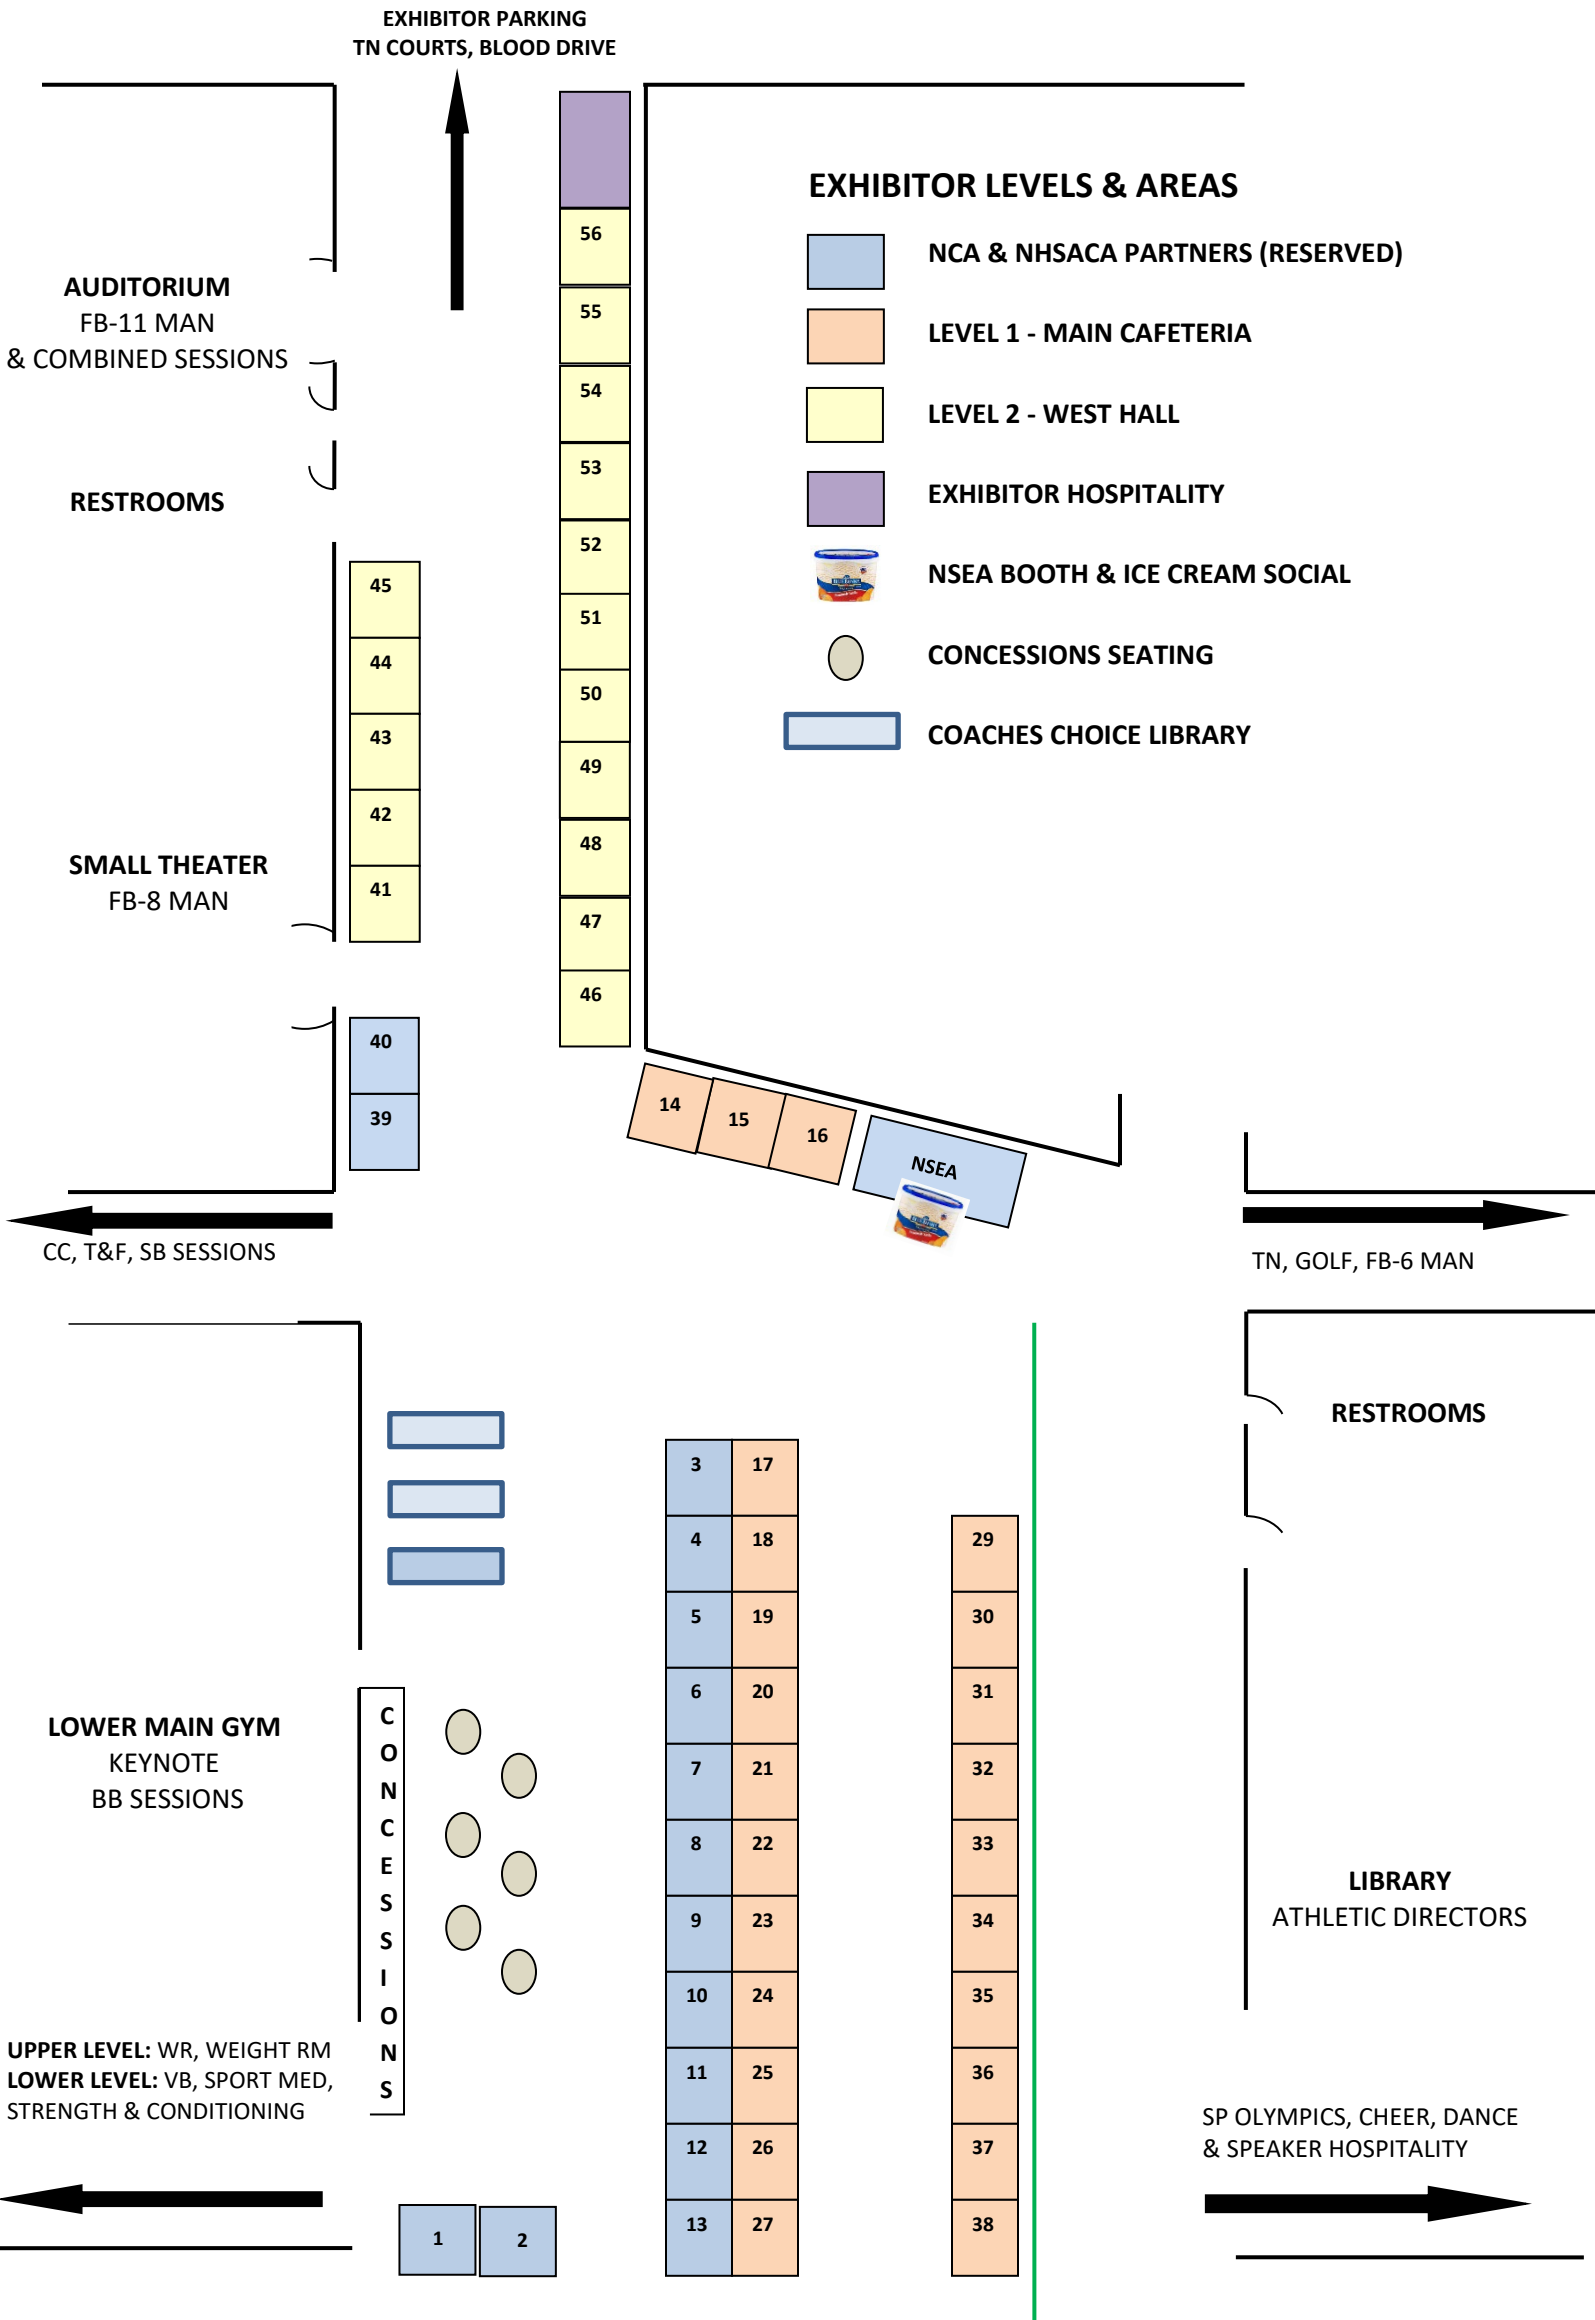 EXHIBITOR PARKING
TN COURTS, BLOOD DRIVE
EXHIBITOR LEVELS & AREAS
NCA & NHSACA PARTNERS (RESERVED)
LEVEL 1 - MAIN CAFETERIA
LEVEL 2 - WEST HALL
EXHIBITOR HOSPITALITY
NSEA BOOTH & ICE CREAM SOCIAL
CONCESSIONS SEATING
COACHES CHOICE LIBRARY
AUDITORIUM
FB-11 MAN
& COMBINED SESSIONS
RESTROOMS
SMALL THEATER
FB-8 MAN
56
55
54
53
52
51
50
49
48
47
46
45
44
43
42
41
40
39
14
15
16
NSEA
CC, T&F, SB SESSIONS
TN, GOLF, FB-6 MAN
RESTROOMS
3 17
4 18
5 19
6 20
7 21
8 22
9 23
10 24
11 25
12 26
13 27
29
30
31
32
33
34
35
36
37
38
LOWER MAIN GYM
KEYNOTE
BB SESSIONS
CONCESSIONS
LIBRARY
ATHLETIC DIRECTORS
UPPER LEVEL: WR, WEIGHT RM
LOWER LEVEL: VB, SPORT MED,
STRENGTH & CONDITIONING
SP OLYMPICS, CHEER, DANCE
& SPEAKER HOSPITALITY
1
2